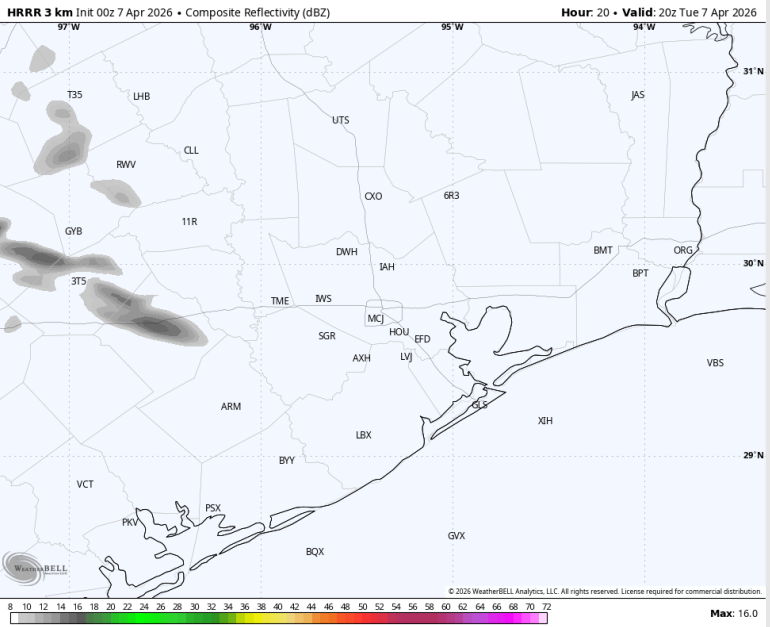 HRRR 3 km Init 00z 7 Apr 2026 • Composite Reflectivity (dBZ)
Hour: 20 • Valid: 20z Tue 7 Apr 2026
97°W 96°W 95°W 94°W
31°N
T35 LHB JAS
UTS
CLL
RWV
CXO 6R3
11R
GYB
DWH BMT ORG
IAH 30°N
BPT
3T5
TME IWS
MCJ
HOU
SGR EFD
AXH LVJ
VBS
ARM GLS
XIH
LBX
29°N
BYY
VCT
PSX
PKV
GVX
BQX
WEATHERBELL
© 2026 WeatherBELL Analytics, LLC. All rights reserved. License required for commercial distribution.
8 10 12 14 16 18 20 22 24 26 28 30 32 34 36 38 40 42 44 46 48 50 52 54 56 58 60 62 64 66 68 70 72
Max: 16.0